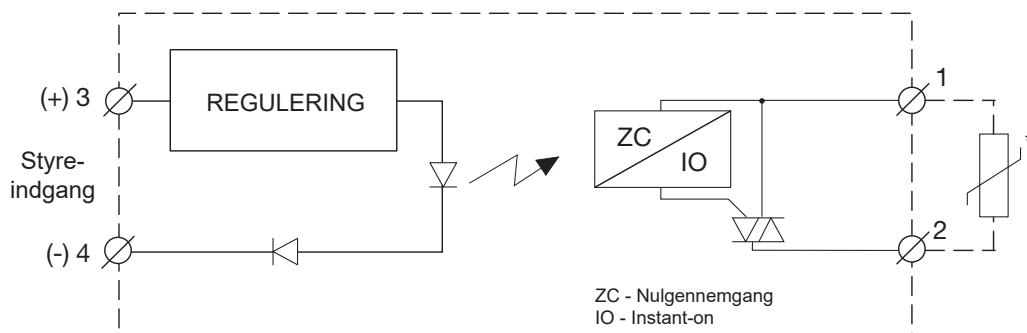 (+) 3
REGULERING
Styre-
indgang
(-) 4
ZC
IO
1
2
*
ZC - Nulgennemgang
IO - Instant-on